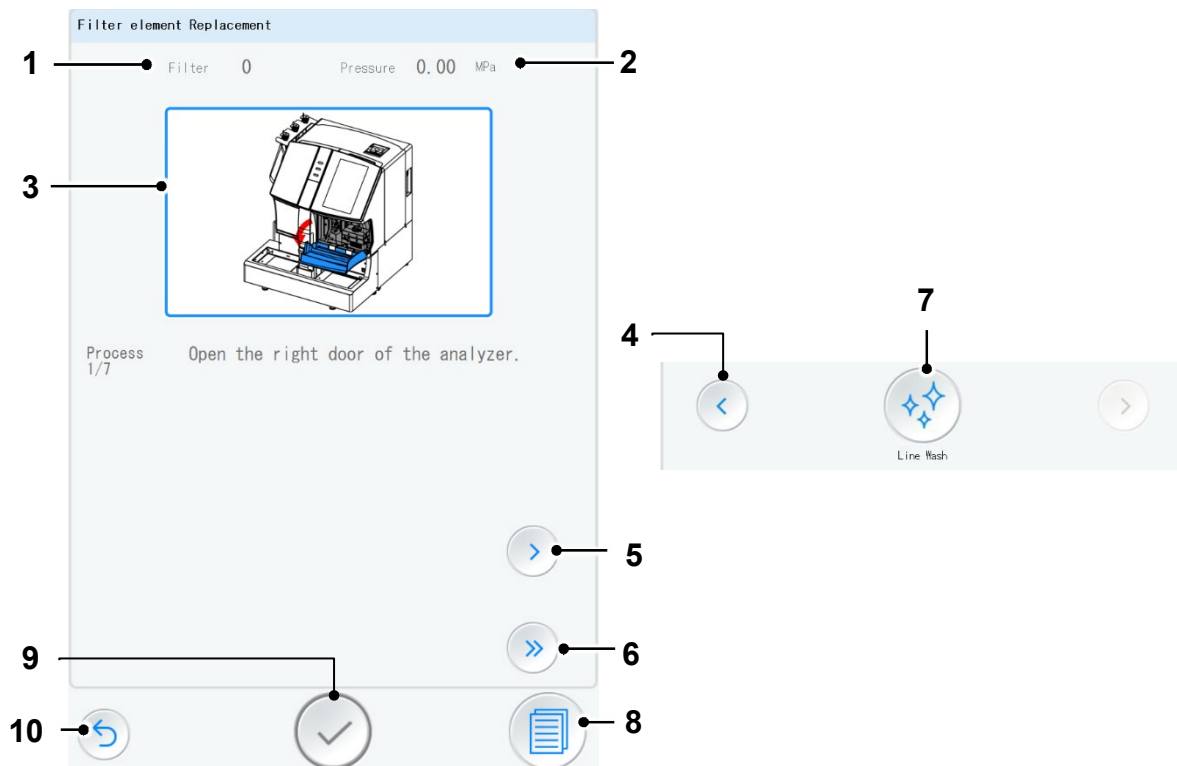 Filter element Replacement
1 Filter 0 Pressure 0.00 MPa 2
3
Process 1/7
Open the right door of the analyzer.
4
7
Line Wash
5
6
9
10
8